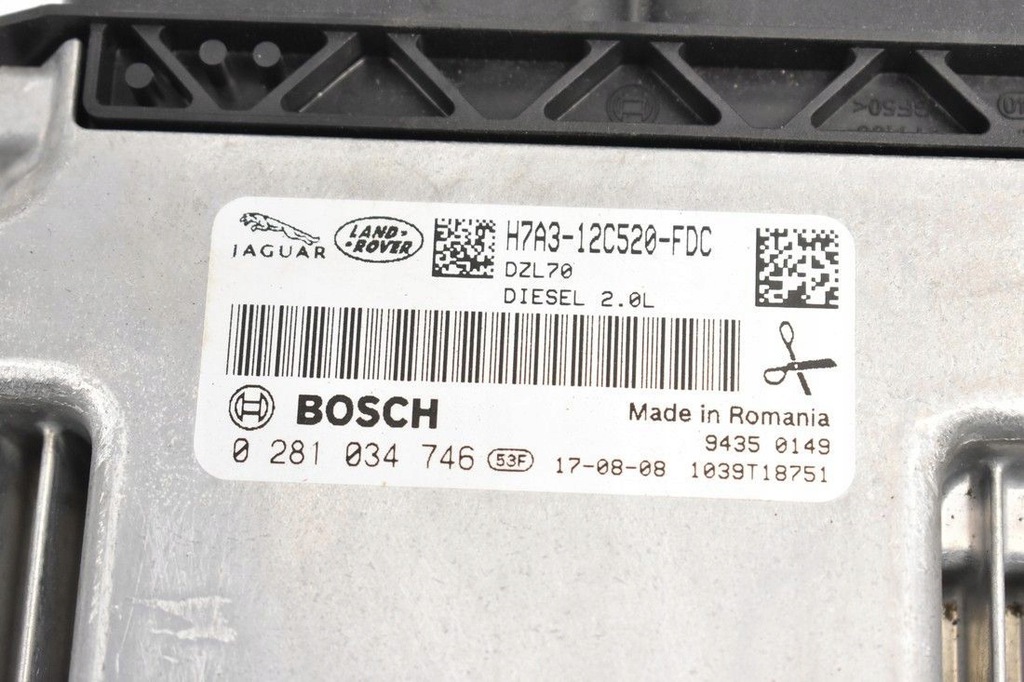 JAGUAR
LAND-
-ROVER
H7A3-12C520-FDC
DZL70
DIESEL 2.0L
BOSCH
Made in Romania
9435 0149
0 281 034 746 53F 17-08-08 1039T18751